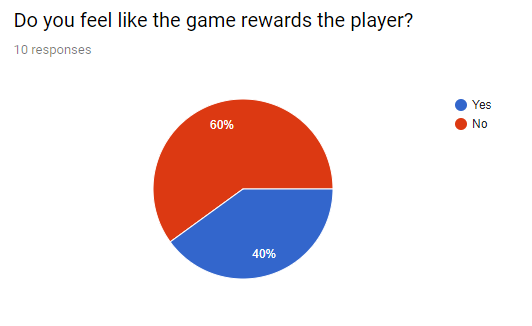 Do you feel like the game rewards the player?
10 responses
Yes
No
60%
40%